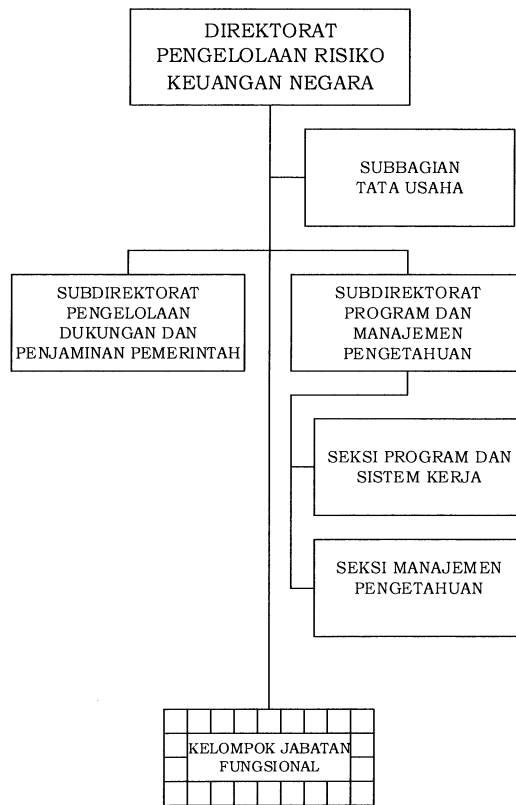 DIREKTORAT
PENGELOLAAN RISIKO
KEUANGAN NEGARA
SUBBAGIAN
TATA USAHA
SUBDIREKTORAT
PENGELOLAAN
DUKUNGAN DAN
PENJAMINAN PEMERINTAH
SUBDIREKTORAT
PROGRAM DAN
MANAJEMEN
PENGETAHUAN
SEKSI PROGRAM DAN
SISTEM KERJA
SEKSI MANAJEMEN
PENGETAHUAN
KELOMPOK JABATAN
FUNGSIONAL